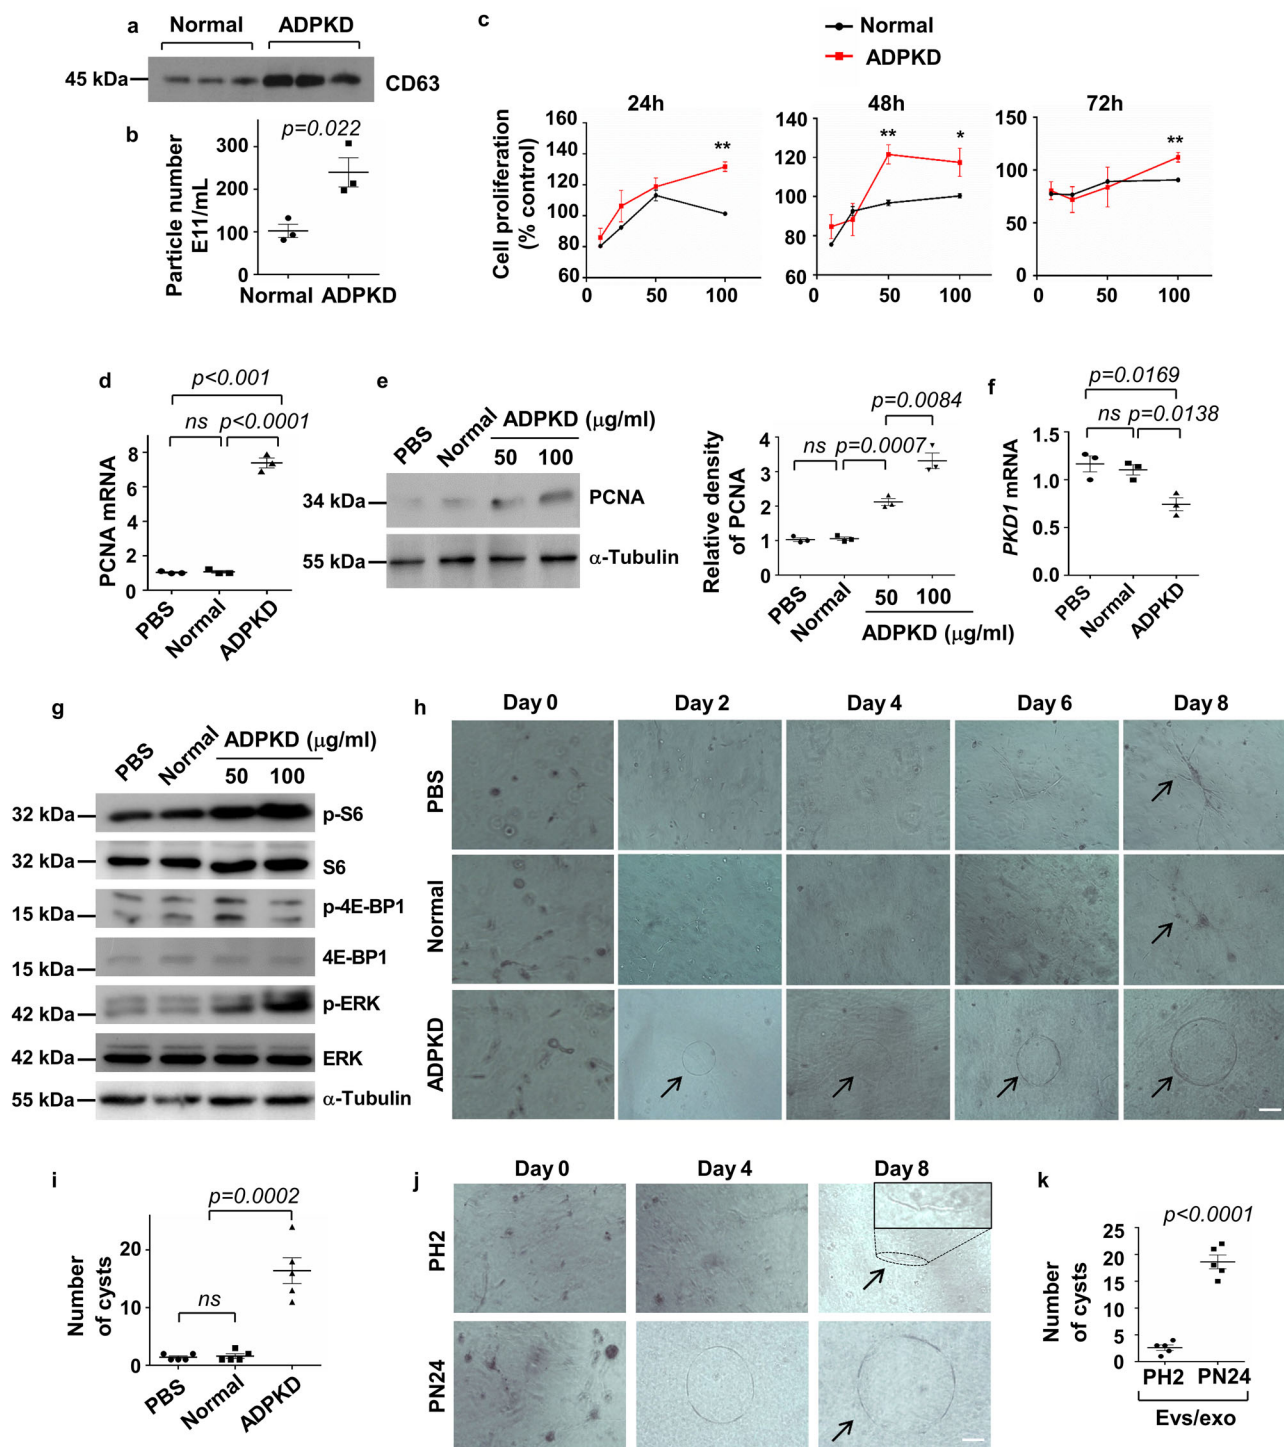 a
Normal
ADPKD
45 kDa
CD63
b
p=0.022
Particle number
E11/mL
300
200
100
0
Normal
ADPKD
c
Normal
ADPKD
Cell proliferation
(% control)
24h
160
140
120
100
80
60
**
0
50
100
48h
140
120
100
80
60
**
*
0
50
100
72h
150
100
50
0
**
0
50
100
d
p<0.001
ns
p<0.0001
PCNA mRNA
8
6
4
2
0
PBS
Normal
ADPKD
e
PBS
Normal
ADPKD (μg/ml)
50
100
34 kDa
PCNA
55 kDa
α-Tubulin
p=0.0084
ns
p=0.0007
Relative density
of PCNA
4
3
2
1
0
PBS
Normal
50
100
ADPKD (μg/ml)
f
p=0.0169
ns
p=0.0138
PKD1 mRNA
1.5
1.0
0.5
0.0
PBS
Normal
ADPKD
g
PBS
Normal
ADPKD (μg/ml)
50
100
32 kDa
p-S6
32 kDa
S6
15 kDa
p-4E-BP1
15 kDa
4E-BP1
42 kDa
p-ERK
42 kDa
ERK
55 kDa
α-Tubulin
h
Day 0
Day 2
Day 4
Day 6
Day 8
PBS
Normal
ADPKD
i
p=0.0002
ns
Number
of cysts
20
10
0
PBS
Normal
ADPKD
j
Day 0
Day 4
Day 8
PH2
PN24
k
p<0.0001
Number
of cysts
25
20
15
10
5
0
PH2
PN24
Evs/exo